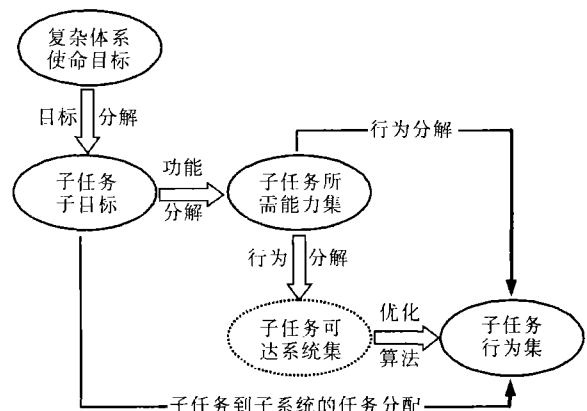 复杂体系
使命目标
目标 分解
子任务
子目标
功能
分解
子任务所
需能力集
行为分解
行为 分解
子任务可
达系统集
优化
算法
子任务
行为集
子任务到子系统的任务分配